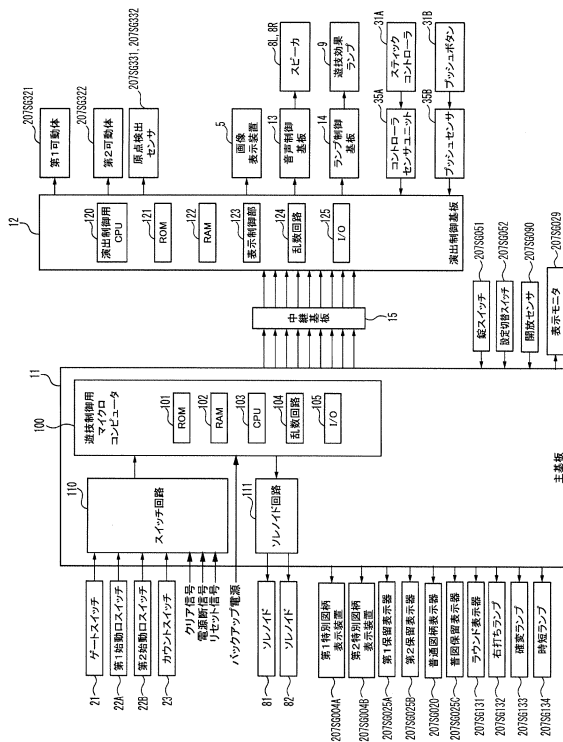 207SG321
第1可動体
207SG322
第2可動体
207SG331, 207SG332
原点検出
センサ
5
画像
表示装置
8L, 8R
スピーカ
13
音声制御
基板
9
遊技効果
ランプ
14
ランプ制御
基板
31A
スティック
コントローラ
35A
コントローラ
センサユニット
31B
プッシュボタン
35B
プッシュセンサ
12
120
演出制御用
CPU
121
ROM
122
RAM
123
表示制御部
124
乱数回路
125
I/O
演出制御基板
中継
基板
15
207SG051
錠スイッチ
207SG052
設定切替スイッチ
207SG090
開放センサ
207SG029
表示モニタ
11
100
遊技制御用
マイクロ
コンピュータ
101
ROM
102
RAM
103
CPU
104
乱数回路
105
I/O
110
スイッチ回路
111
ソレノイド回路
主基板
21
ゲートスイッチ
22A
第1始動口スイッチ
22B
第2始動口スイッチ
23
カウントスイッチ
クリア信号
電源断信号
リセット信号
バックアップ電源
81
ソレノイド
82
ソレノイド
207SG004A
第1特別図柄
表示装置
207SG004B
第2特別図柄
表示装置
207SG025A
第1保留表示器
207SG025B
第2保留表示器
207SG020
普通図柄表示器
207SG025C
普図保留表示器
207SG131
ラウンド表示器
207SG132
右打ちランプ
207SG133
確変ランプ
207SG134
時短ランプ